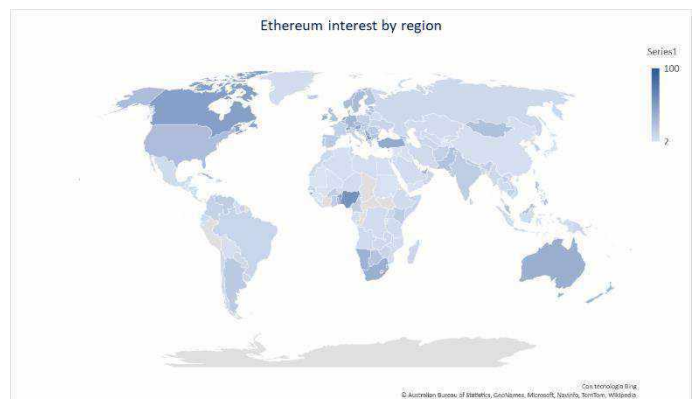 Ethereum interest by region
Series1
100
2
Con tecnologia Bing
© Australian Bureau of Statistics, GeoNames, Microsoft, Navinfo, TomTom, Wikipedia